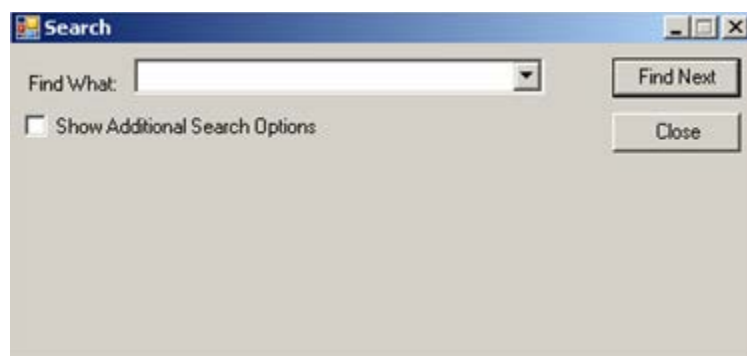 Search
Find What:
Find Next
Show Additional Search Options
Close